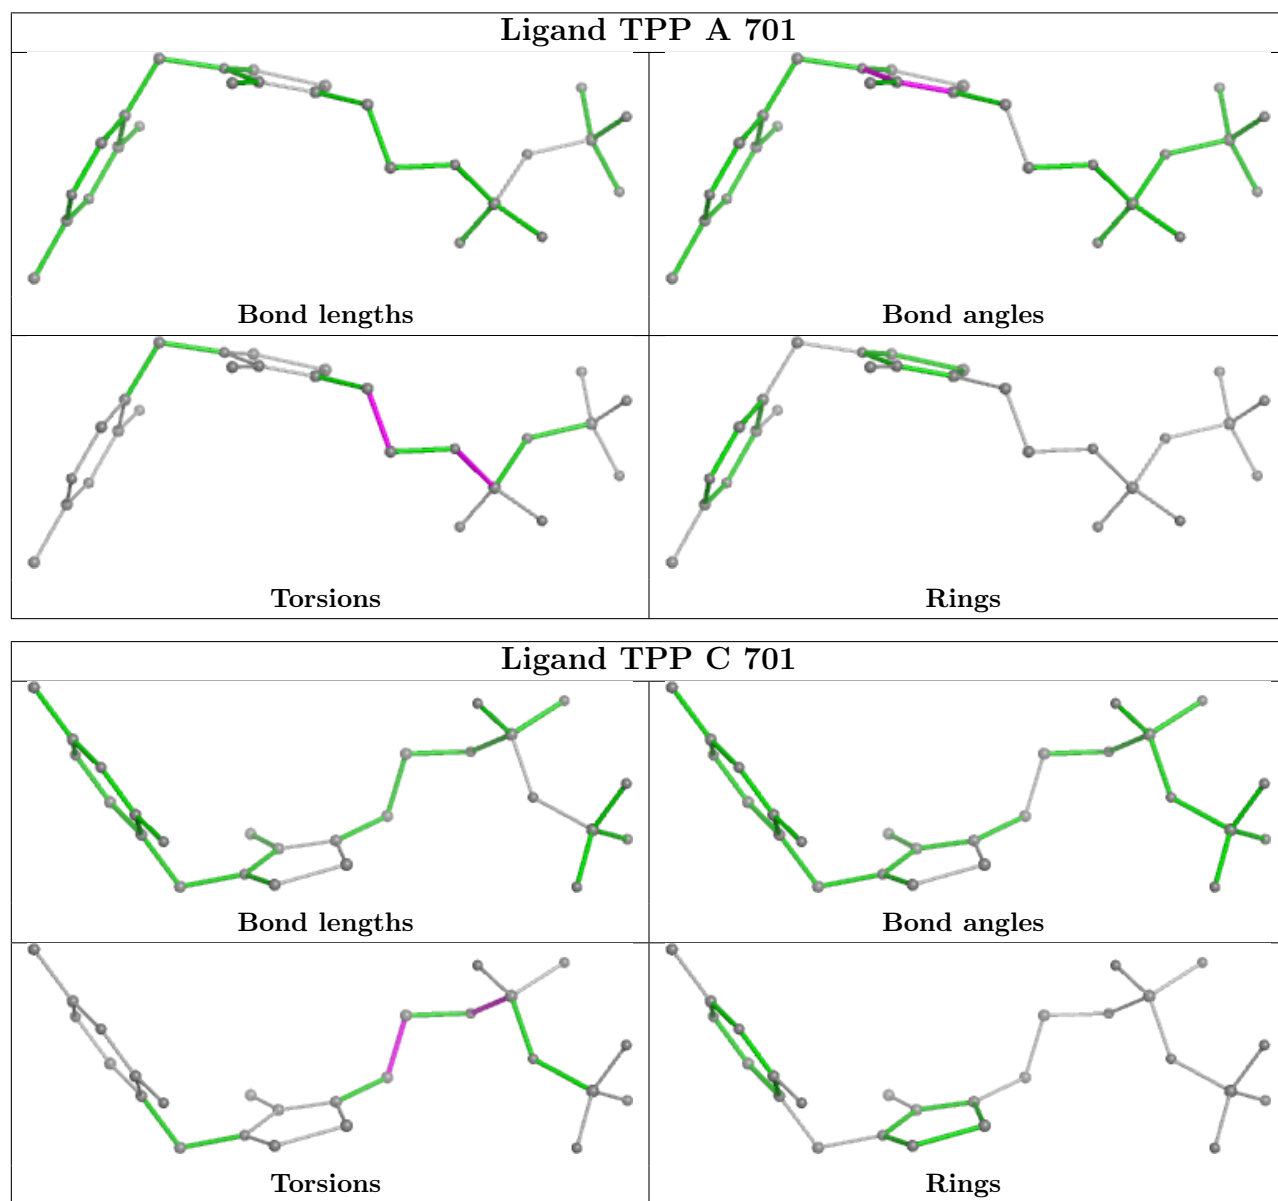 Ligand TPP A 701
Bond lengths
Bond angles
Torsions
Rings
Ligand TPP C 701
Bond lengths
Bond angles
Torsions
Rings